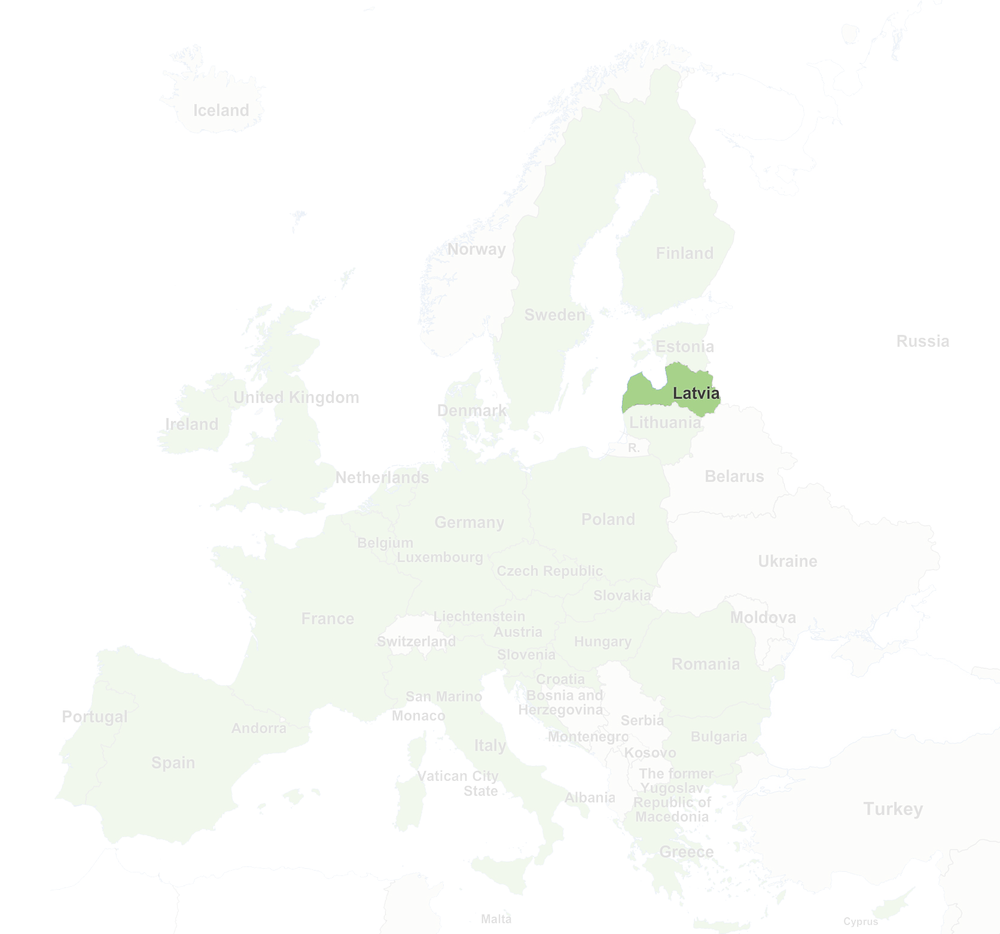 Iceland
Norway
Finland
Sweden
Russia
Estonia
Latvia
United Kingdom
Denmark
Ireland
Lithuania
R.
Netherlands
Belarus
Germany
Poland
Belgium
Luxembourg
Czech Republic
Ukraine
Slovakia
France
Liechtenstein
Moldova
Austria
Switzerland
Hungary
Slovenia
Romania
Croatia
San Marino
Bosnia and
Herzegovina
Portugal
Monaco
Serbia
Andorra
Montenegro
Bulgaria
Italy
Kosovo
Spain
Vatican City
State
The former
Yugoslav
Republic of
Macedonia
Albania
Turkey
Greece
Malta
Cyprus